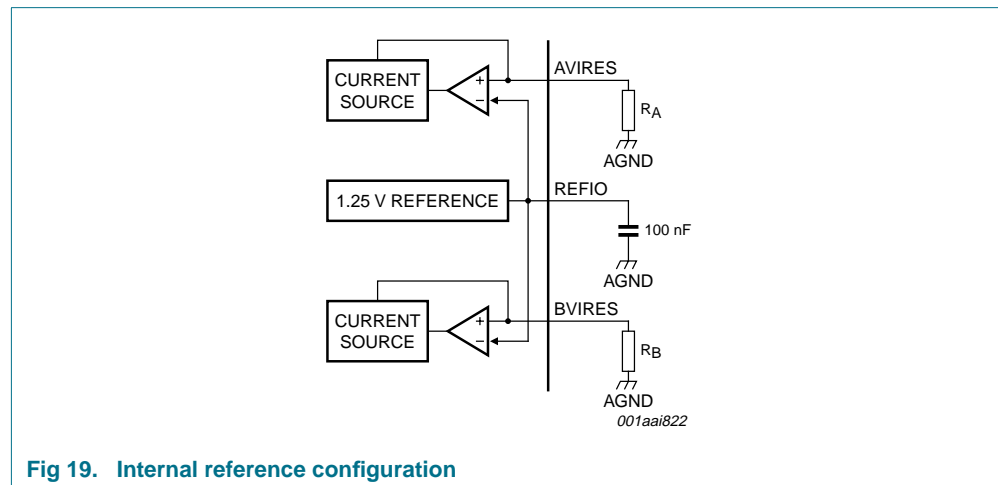 CURRENT
SOURCE
+
−
AVIRES
RA
AGND
1.25 V REFERENCE
REFIO
100 nF
AGND
CURRENT
SOURCE
+
−
BVIRES
RB
AGND
001aai822
Fig 19. Internal reference configuration